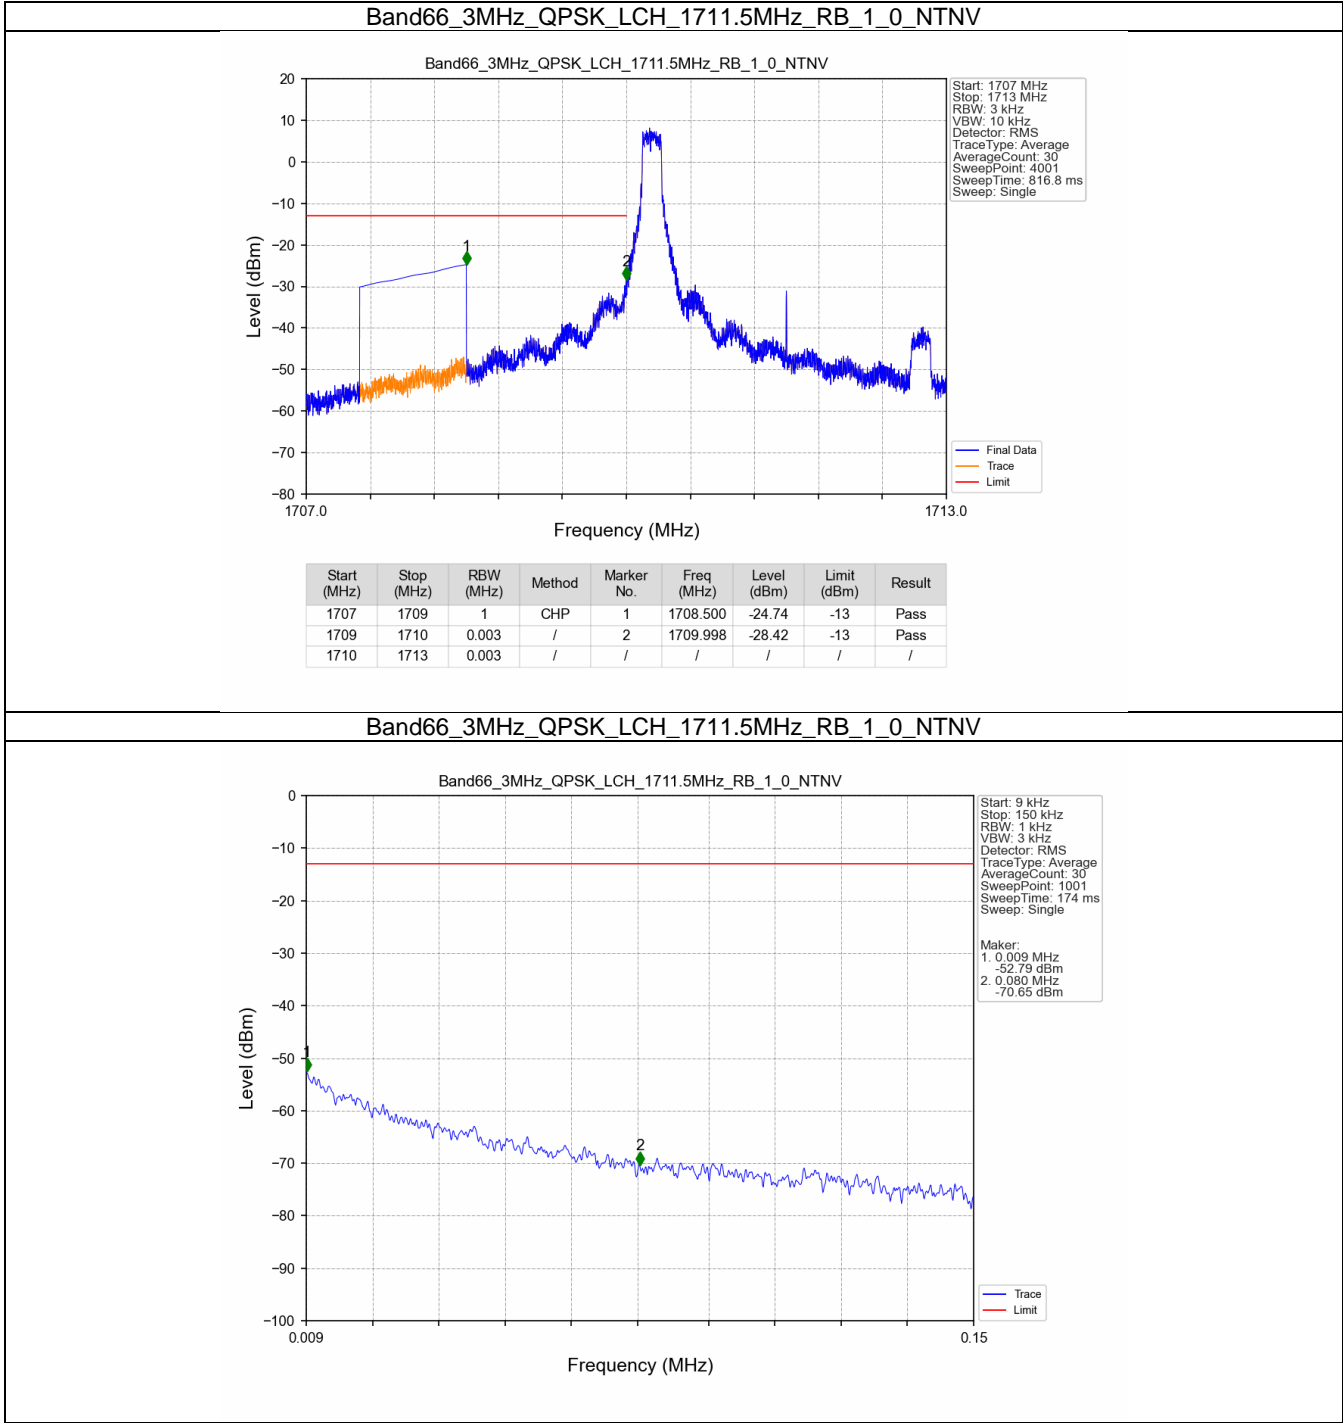 Band66_3MHz_QPSK_LCH_1711.5MHz_RB_1_0_NTNV
Band66_3MHz_QPSK_LCH_1711.5MHz_RB_1_0_NTNV
20
10
0
−10
−20
−30
−40
−50
−60
−70
−80
Level (dBm)
1
2
1707.0
1713.0
Frequency (MHz)
Start: 1707 MHz
Stop: 1713 MHz
RBW: 3 kHz
VBW: 10 kHz
Detector: RMS
TraceType: Average
AverageCount: 30
SweepPoint: 4001
SweepTime: 816.8 ms
Sweep: Single
Final Data
Trace
Limit
Start (MHz) Stop (MHz) RBW (MHz) Method Marker No. Freq (MHz) Level (dBm) Limit (dBm) Result
1707 1709 1 CHP 1 1708.500 -24.74 -13 Pass
1709 1710 0.003 / 2 1709.998 -28.42 -13 Pass
1710 1713 0.003 / / / / / /
Band66_3MHz_QPSK_LCH_1711.5MHz_RB_1_0_NTNV
Band66_3MHz_QPSK_LCH_1711.5MHz_RB_1_0_NTNV
0
−10
−20
−30
−40
−50
−60
−70
−80
−90
−100
Level (dBm)
1
2
0.009
0.15
Frequency (MHz)
Start: 9 kHz
Stop: 150 kHz
RBW: 1 kHz
VBW: 3 kHz
Detector: RMS
TraceType: Average
AverageCount: 30
SweepPoint: 1001
SweepTime: 174 ms
Sweep: Single
Maker:
1. 0.009 MHz
-52.79 dBm
2. 0.080 MHz
-70.65 dBm
Trace
Limit